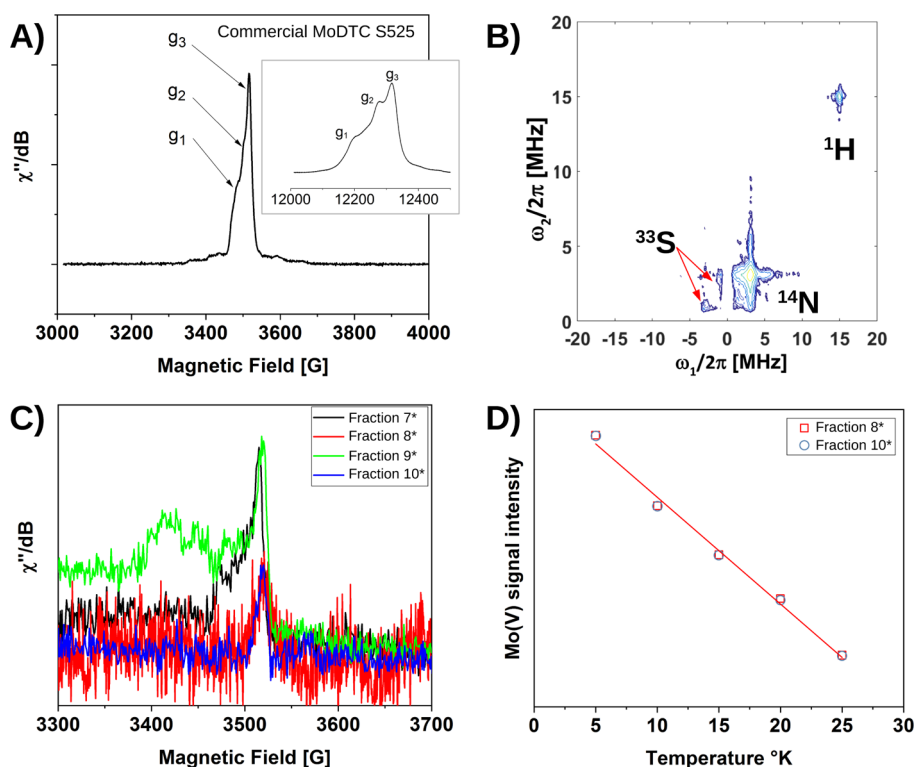 A)
Commercial MoDTC S525
g3
g2
g1
χ''/dB
3000 3200 3400 3600 3800 4000
Magnetic Field [G]
g1
g2
g3
12000 12200 12400
B)
20
15
10
5
0
ω2/2π [MHz]
1H
33S
14N
-20 -15 -10 -5 0 5 10 15 20
ω1/2π [MHz]
C)
Fraction 7*
Fraction 8*
Fraction 9*
Fraction 10*
χ''/dB
3300 3400 3500 3600 3700
Magnetic Field [G]
D)
Fraction 8*
Fraction 10*
Mo(V) signal intensity
0 5 10 15 20 25 30
Temperature °K